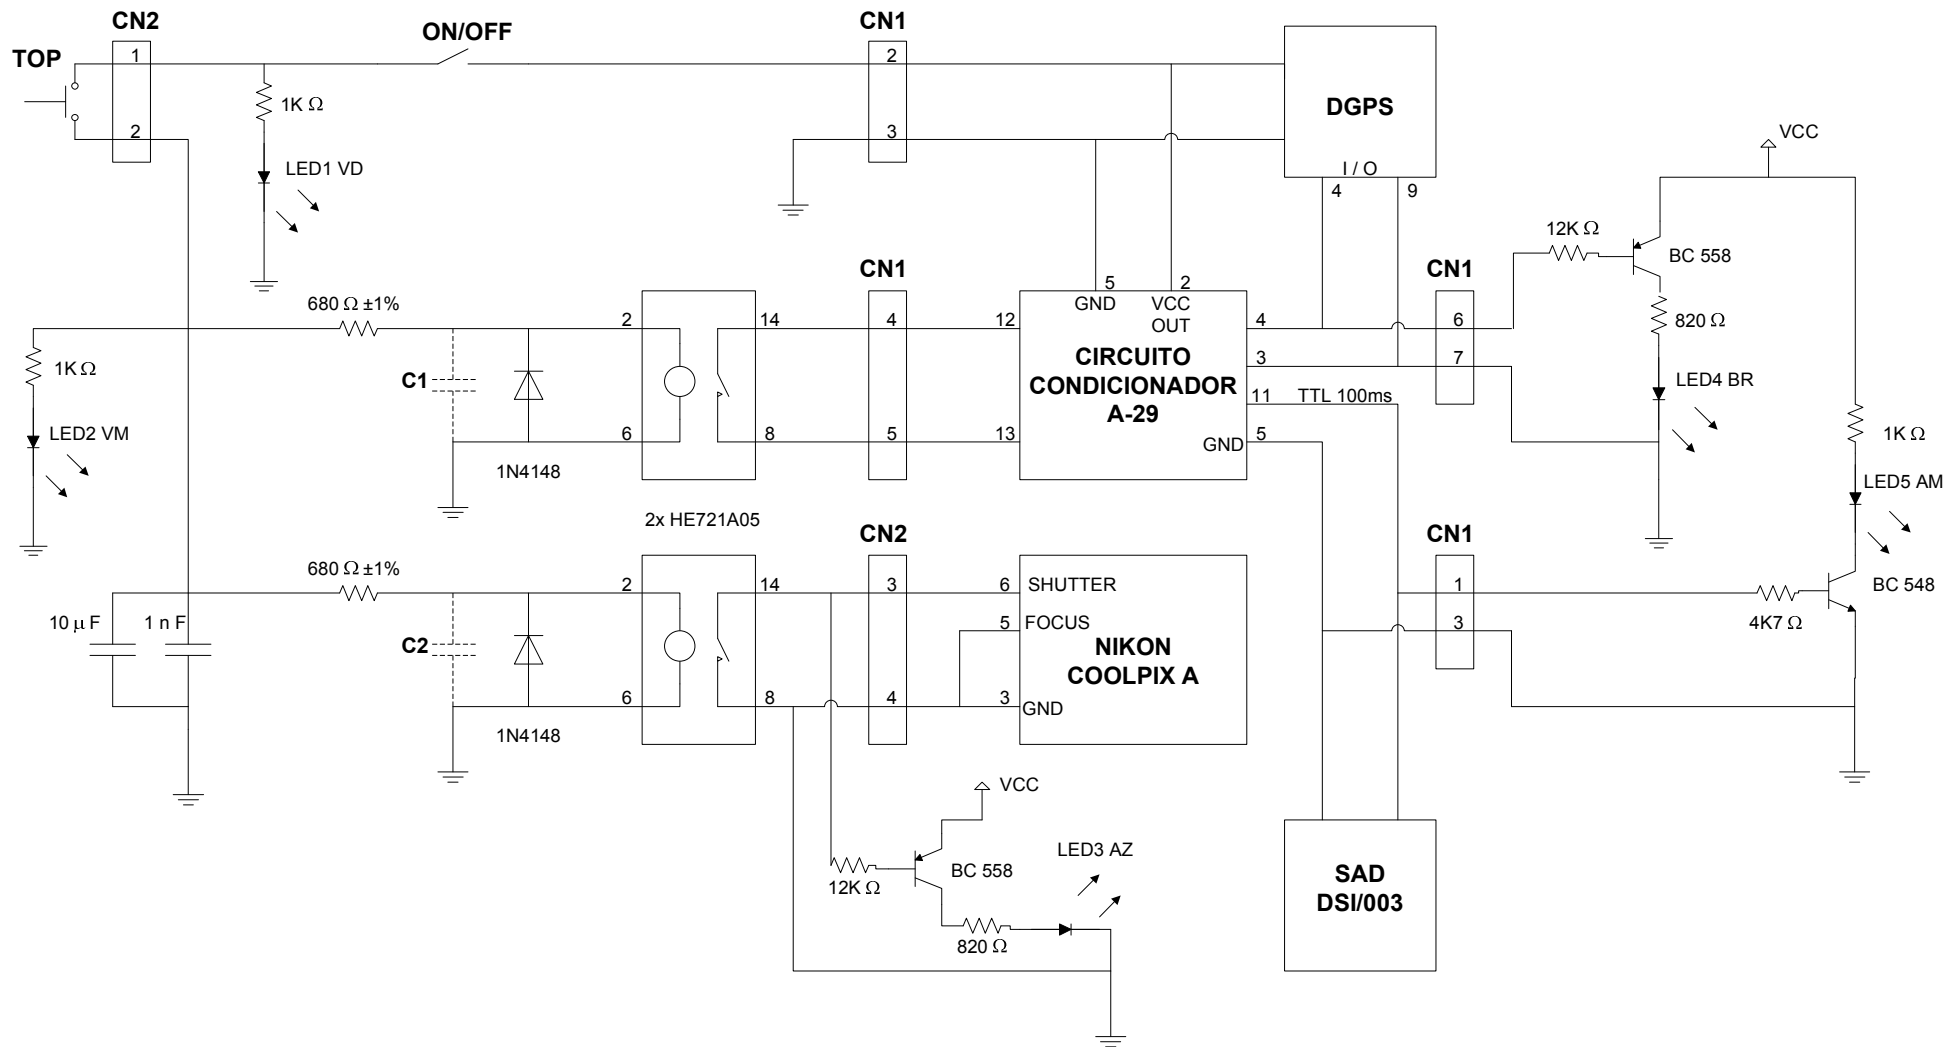 CN2
ON/OFF
CN1
TOP
1
2
2
3
1K Ω
LED1 VD
DGPS
I / O
4
9
VCC
12K Ω
BC 558
CN1
CN1
680 Ω ±1%
2
14
4
12
5
2
GND
VCC
OUT
4
6
820 Ω
1K Ω
C1
CIRCUITO
CONDICIONADOR
A-29
3
7
LED4 BR
11
TTL 100ms
LED2 VM
6
8
5
13
GND
5
1K Ω
1N4148
LED5 AM
2x HE721A05
CN2
CN1
680 Ω ±1%
2
14
3
6
SHUTTER
1
BC 548
10 μ F
1 n F
5
FOCUS
3
4K7 Ω
C2
NIKON
COOLPIX A
6
8
4
3
GND
1N4148
VCC
LED3 AZ
BC 558
12K Ω
820 Ω
SAD
DSI/003